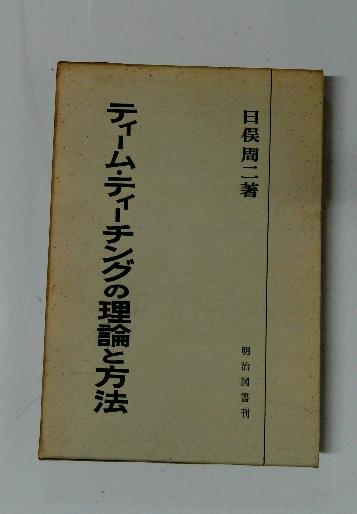 日俣周二著
ティーム・ティーチングの理論と方法
明治図書刊